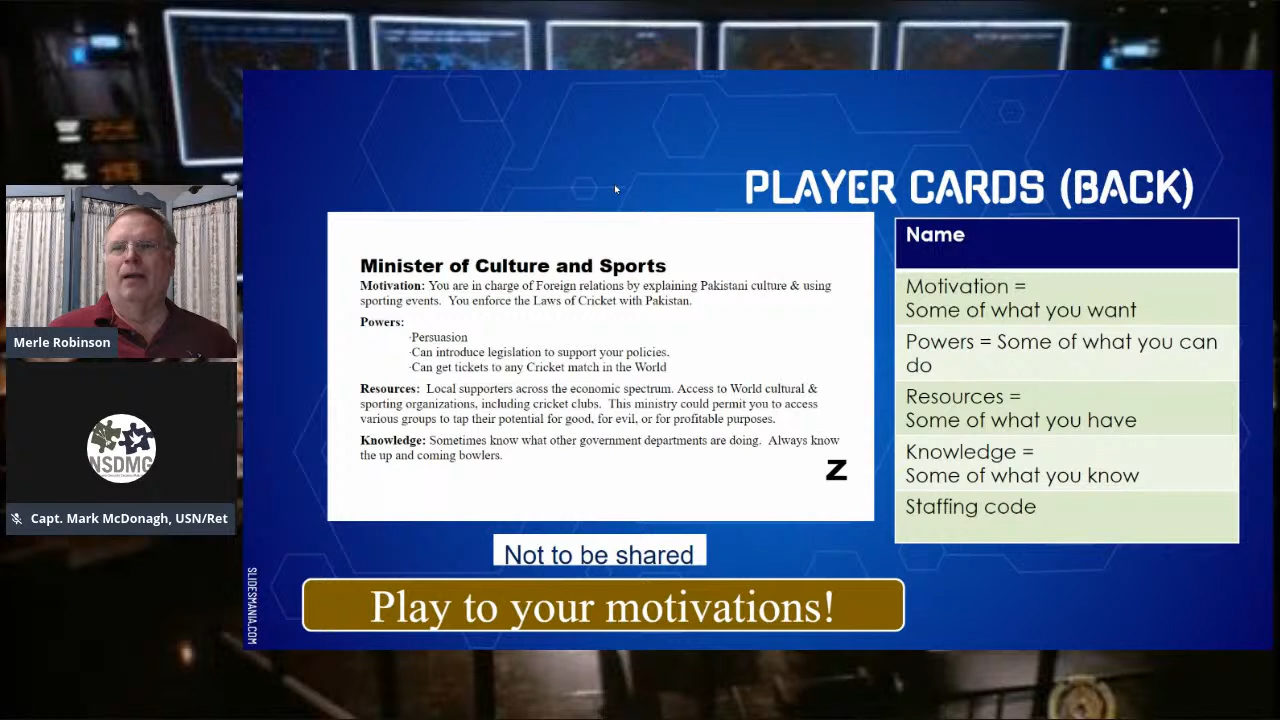 PLAYER CARDS (BACK)
Minister of Culture and Sports
Motivation: You are in charge of Foreign relations by explaining Pakistani culture & using
sporting events. You enforce the Laws of Cricket with Pakistan.
Powers:
·Persuasion
·Can introduce legislation to support your policies.
·Can get tickets to any Cricket match in the World
Resources: Local supporters across the economic spectrum. Access to World cultural &
sporting organizations, including cricket clubs. This ministry could permit you to access
various groups to tap their potential for good, for evil, or for profitable purposes.
Knowledge: Sometimes know what other government departments are doing. Always know
the up and coming bowlers.
Z
Name
Motivation =
Some of what you want
Powers = Some of what you can
do
Resources =
Some of what you have
Knowledge =
Some of what you know
Staffing code
Not to be shared
Play to your motivations!
SLIDESMANIA.COM
Merle Robinson
NSDMG
Capt. Mark McDonagh, USN/Ret